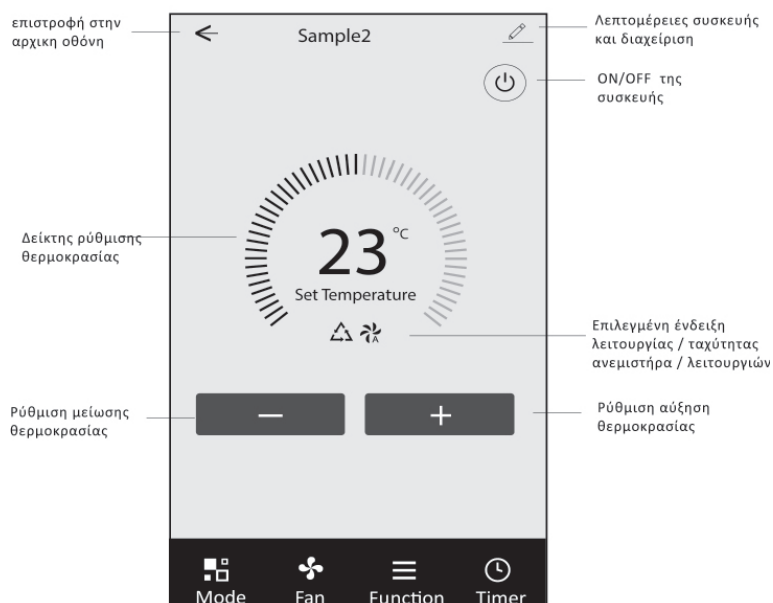 επιστροφή στην
αρχικη οθόνη
Sample2
Λεπτομέρειες συσκευής
και διαχείριση
ON/OFF της
συσκευής
Δείκτης ρύθμισης
θερμοκρασίας
23 °C
Set Temperature
A
Επιλεγμένη ένδειξη
λειτουργίας / ταχύτητας
ανεμιστήρα / λειτουργιών
Ρύθμιση μείωσης
θερμοκρασίας
−
+
Ρύθμιση αύξηση
θερμοκρασίας
Mode Fan Function Timer